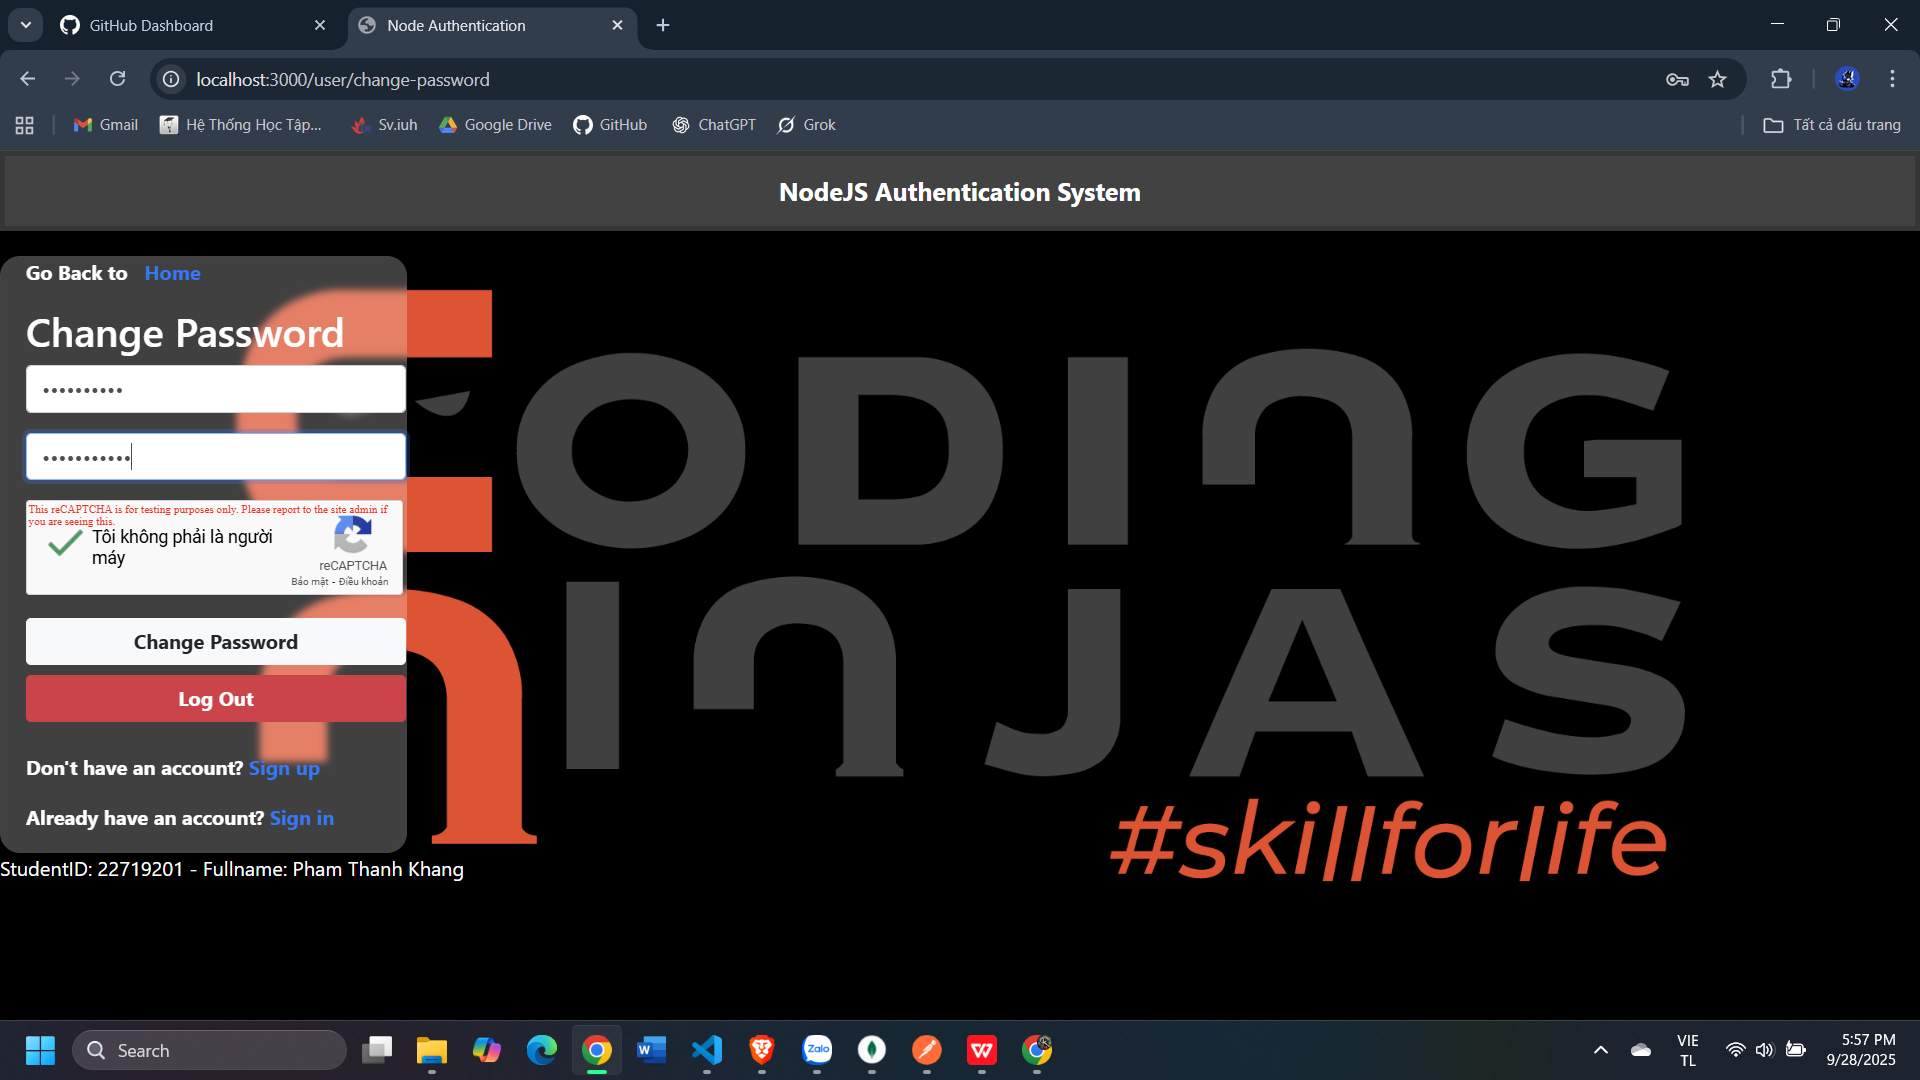 GitHub Dashboard
Node Authentication
localhost:3000/user/change-password
Gmail
Hệ Thống Học Tập...
Sv.iuh
Google Drive
GitHub
ChatGPT
Grok
Tất cả dấu trang
NodeJS Authentication System
Go Back to Home
Change Password
This reCAPTCHA is for testing purposes only. Please report to the site admin if
you are seeing this.
Tôi không phải là người
máy
reCAPTCHA
Bảo mật - Điều khoản
Change Password
Log Out
Don't have an account? Sign up
Already have an account? Sign in
StudentID: 22719201 - Fullname: Pham Thanh Khang
CODING
NINJAS
#skillforlife
Search
Zalo
VIE
TL
5:57 PM
9/28/2025